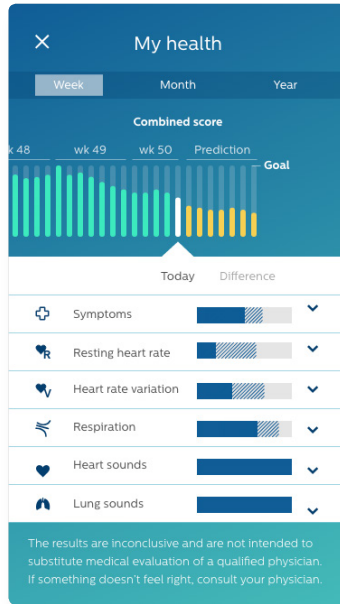 My health
Week Month Year
Combined score
k 48 wk 49 wk 50 Prediction
Goal
Today Difference
Symptoms
R Resting heart rate
V Heart rate variation
Respiration
Heart sounds
Lung sounds
The results are inconclusive and are not intended to
substitute medical evaluation of a qualified physician.
If something doesn't feel right, consult your physician.